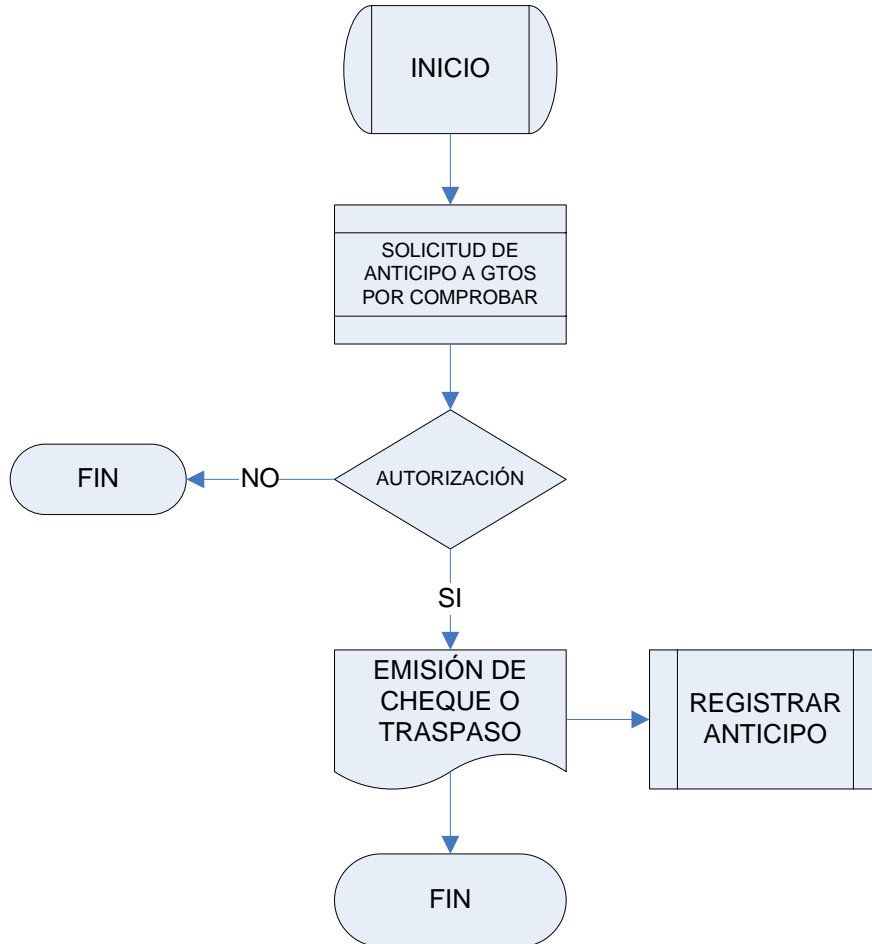 INICIO
SOLICITUD DE
ANTICIPO A GTOS
POR COMPROBAR
FIN
NO
AUTORIZACIÓN
SI
EMISIÓN DE
CHEQUE O
TRASPASO
REGISTRAR
ANTICIPO
FIN